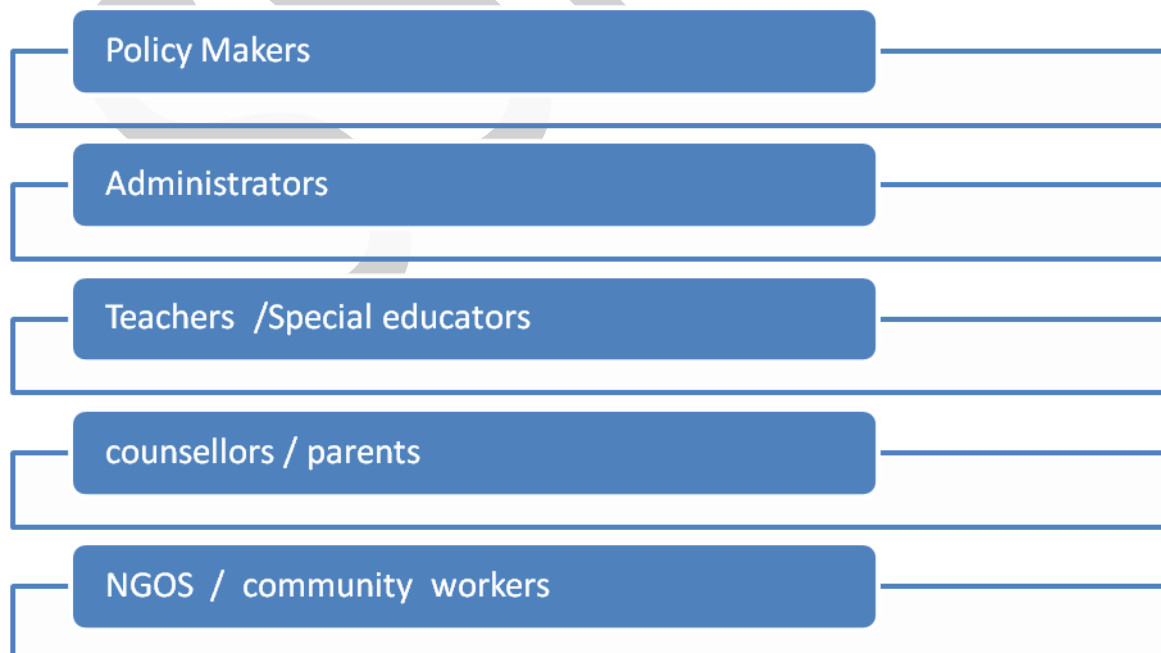 Policy Makers
Administrators
Teachers /Special educators
counsellors / parents
NGOS / community workers